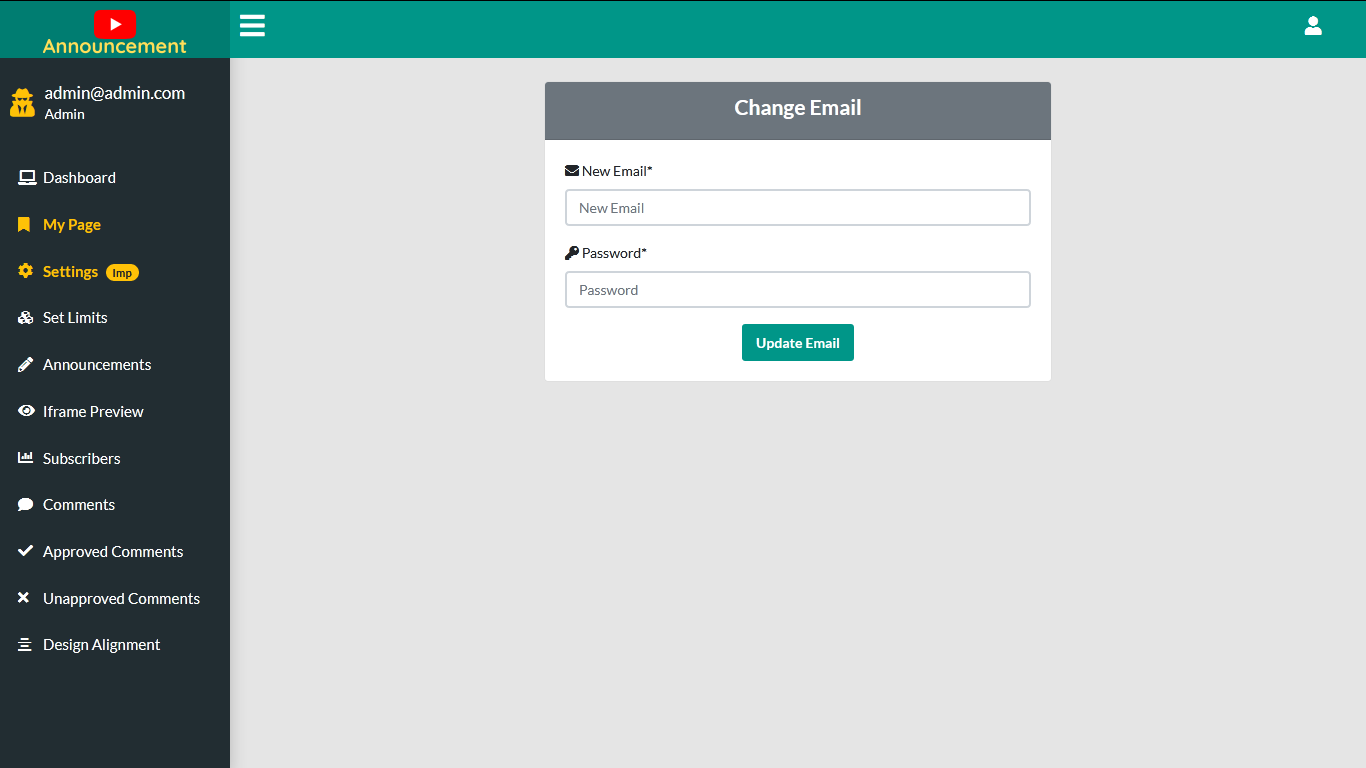 Announcement
admin@admin.com
Admin
Dashboard
My Page
Settings Imp
Set Limits
Announcements
Iframe Preview
Subscribers
Comments
Approved Comments
Unapproved Comments
Design Alignment
Change Email
New Email*
New Email
Password*
Password
Update Email